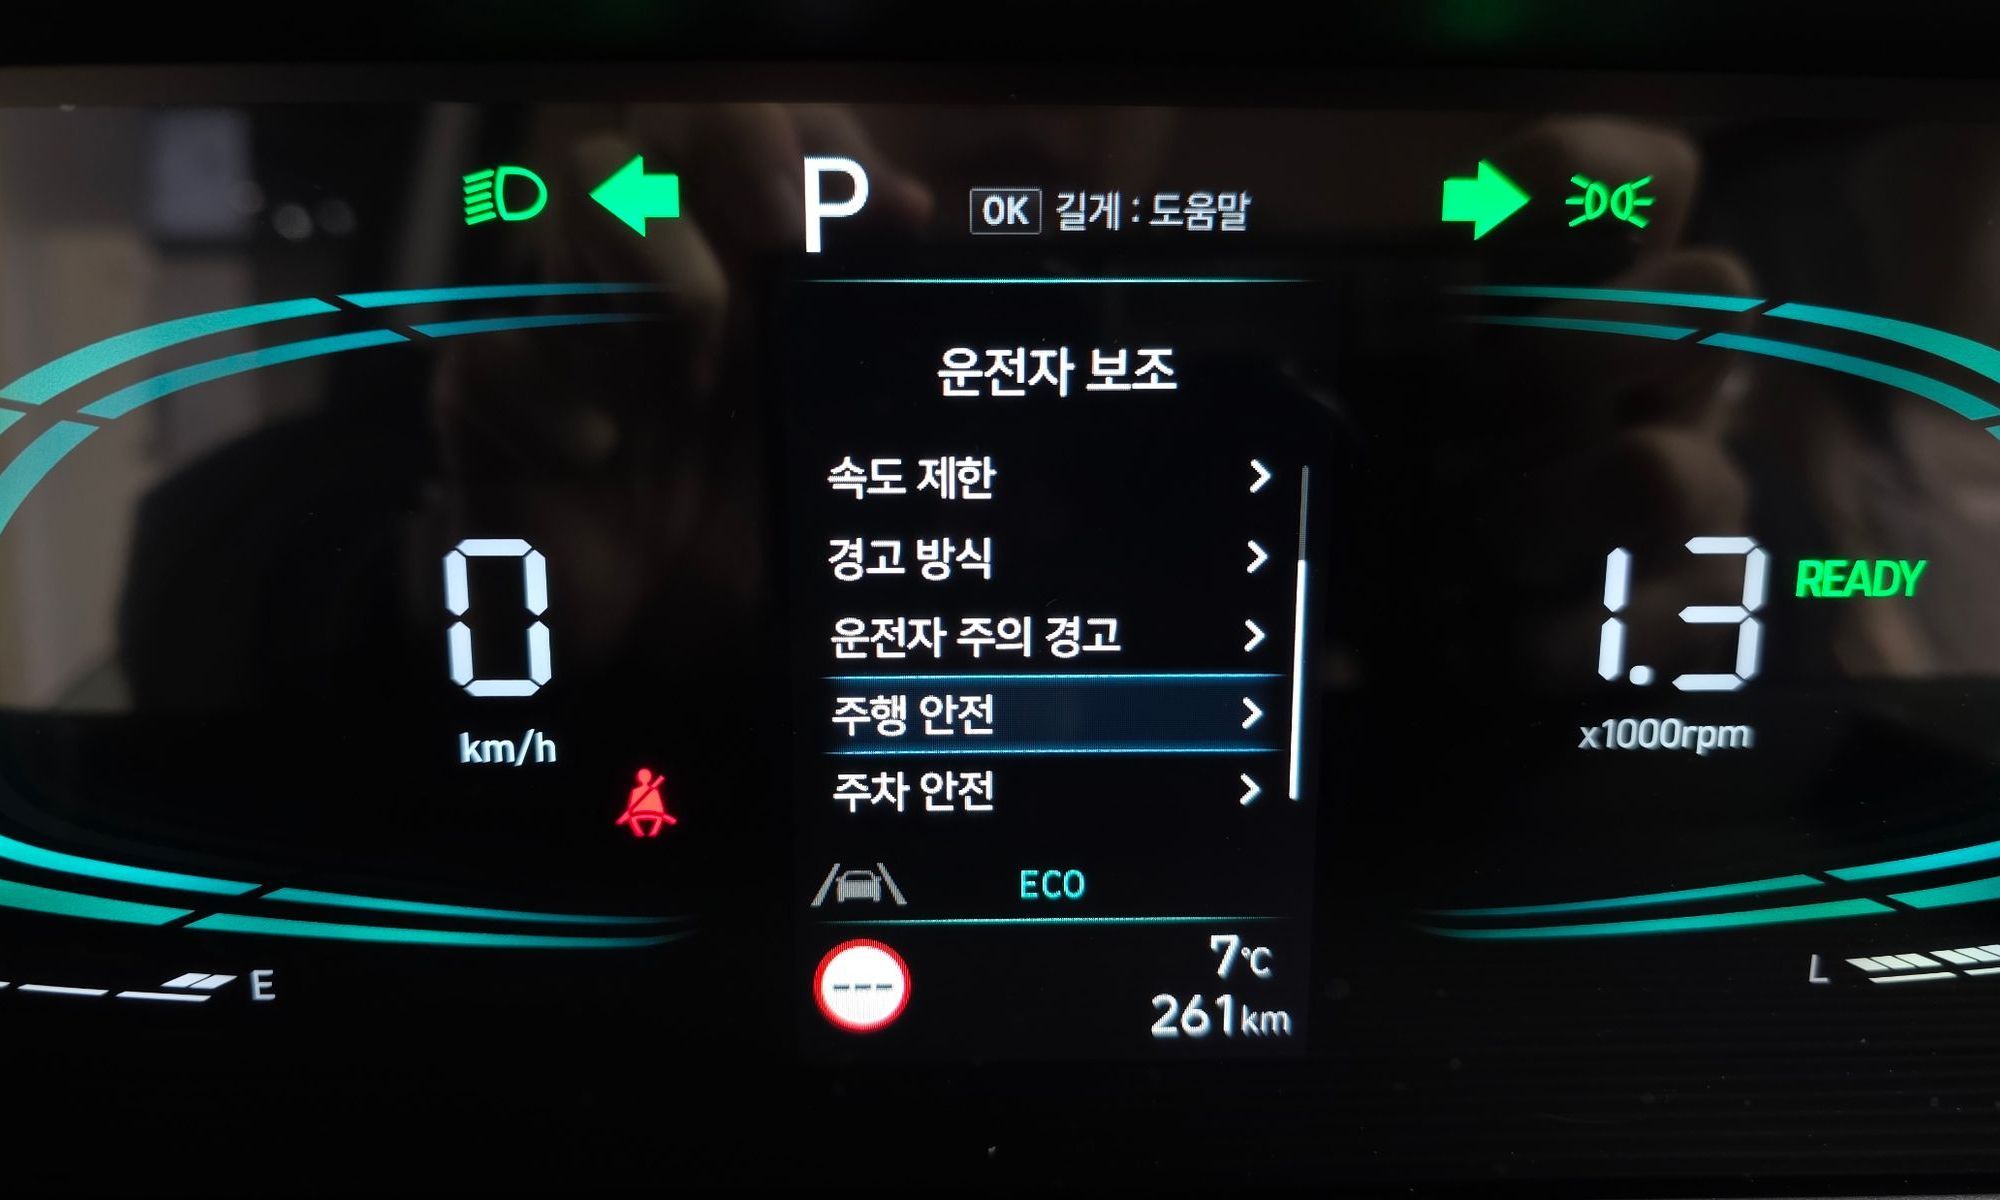 P
OK 길게 : 도움말
운전자 보조
속도 제한
경고 방식
운전자 주의 경고
주행 안전
주차 안전
0
km/h
1.3
READY
x1000rpm
ECO
---
7°C
261km
E
L